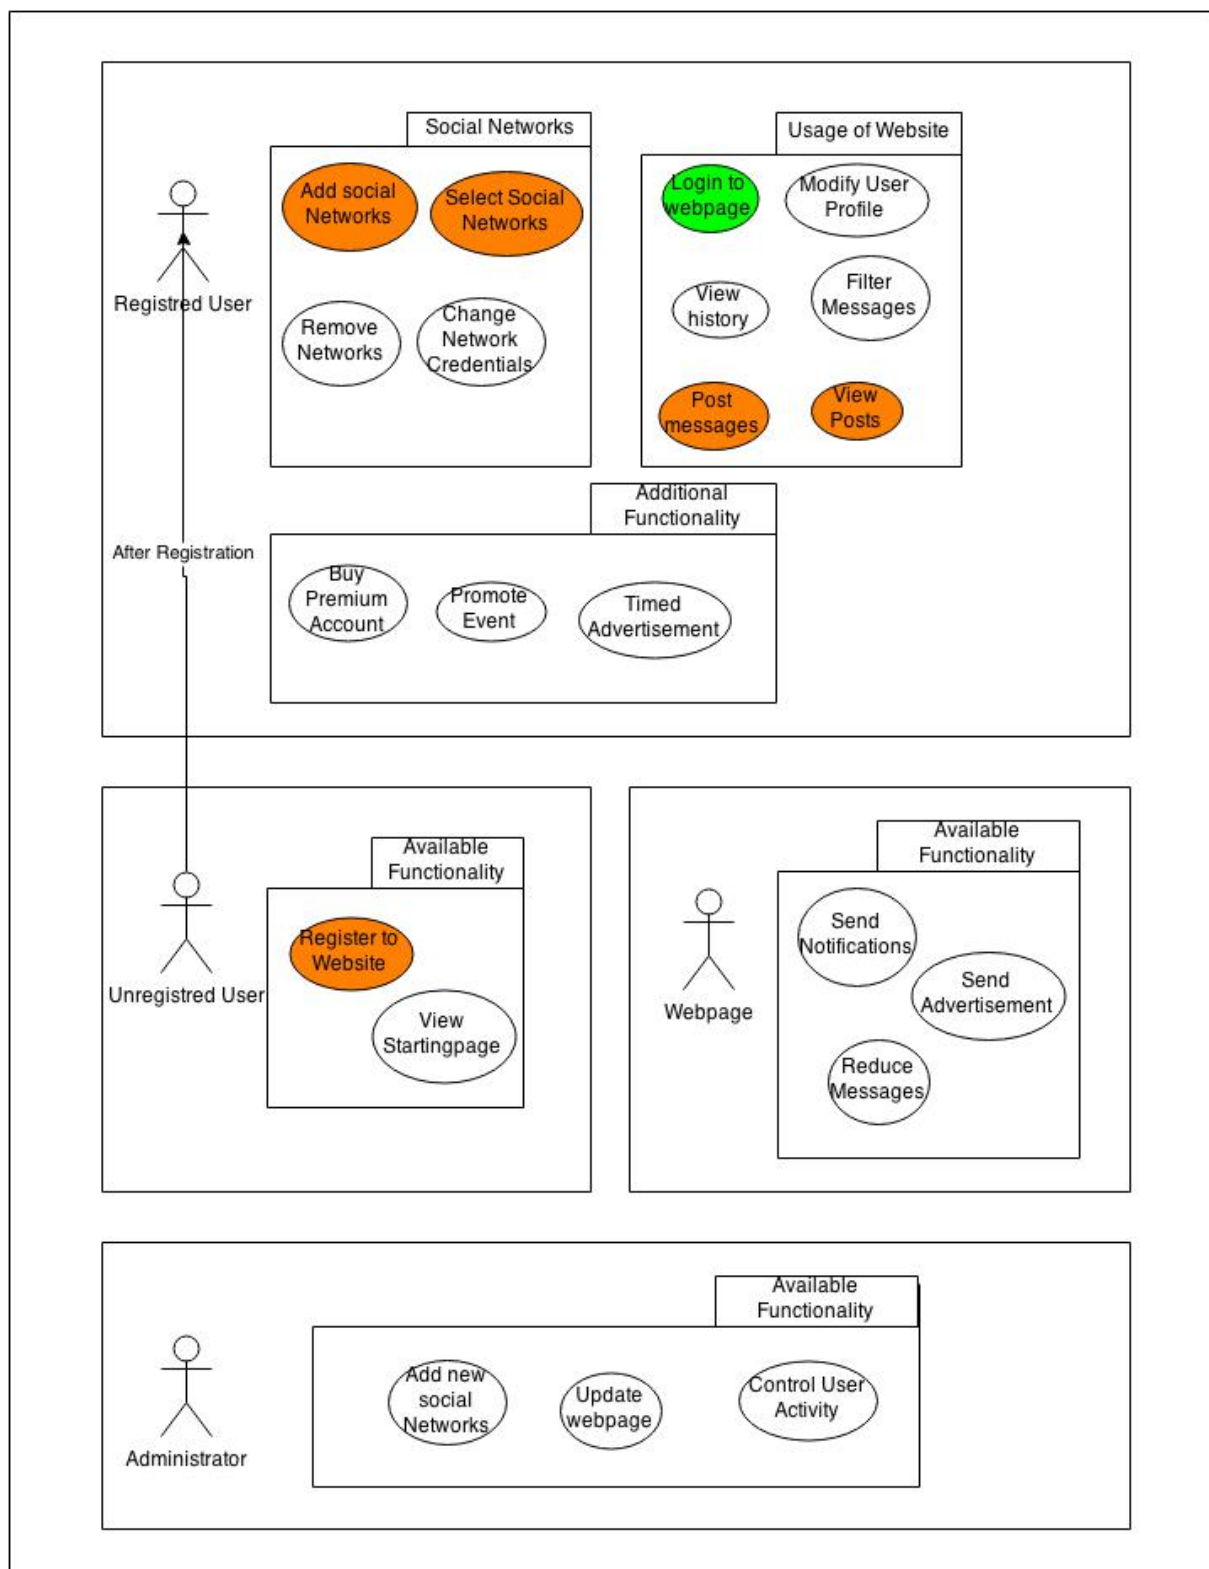 Social Networks
Usage of Website
Add social
Networks
Select Social
Networks
Login to
webpage
Modify User
Profile
Registred User
Remove
Networks
Change
Network
Credentials
View
history
Filter
Messages
Post
messages
View
Posts
Additional
Functionality
After Registration
Buy
Premium
Account
Promote
Event
Timed
Advertisement
Available
Functionality
Register to
Website
View
Startingpage
Unregistred User
Available
Functionality
Send
Notifications
Send
Advertisement
Reduce
Messages
Webpage
Available
Functionality
Add new
social
Networks
Update
webpage
Control User
Activity
Administrator